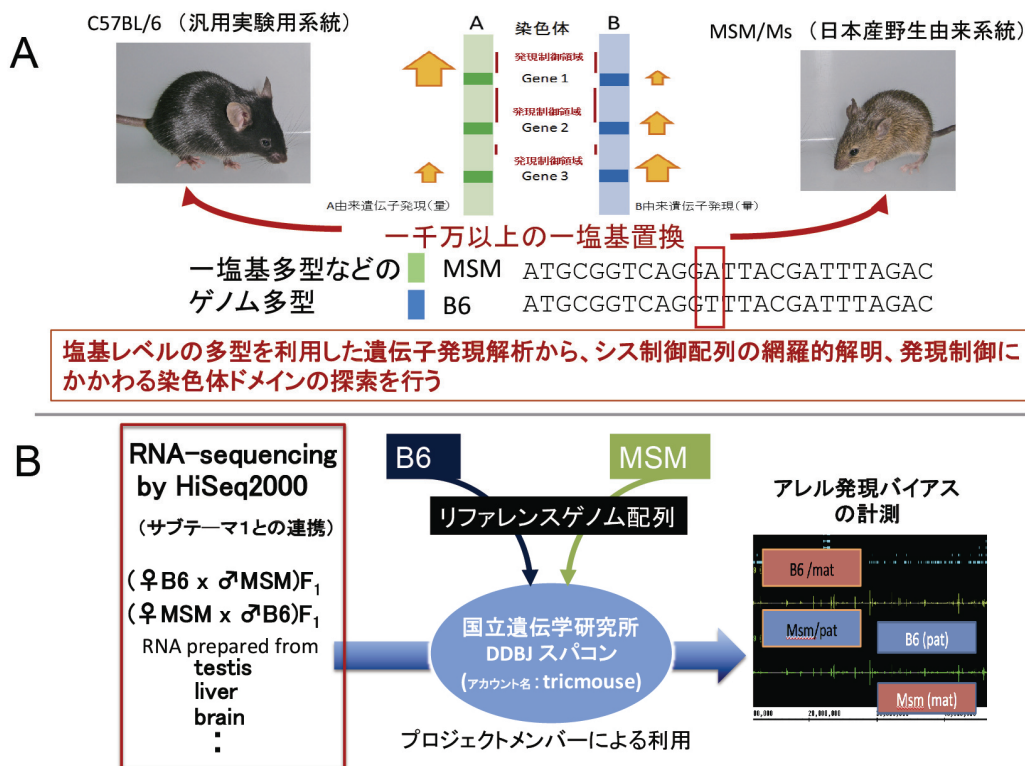 A
C57BL/6 （汎用実験用系統）
A 染色体 B
MSM/Ms （日本産野生由来系統）
発現制御領域
Gene 1
発現制御領域
Gene 2
発現制御領域
Gene 3
A由来遺伝子発現（量）
B由来遺伝子発現（量）
一千万以上の一塩基置換
一塩基多型などの
ゲノム多型
MSM ATGCGGTCAGGATTACGATTTAGAC
B6 ATGCGGTCAGGTTTACGATTTAGAC
塩基レベルの多型を利用した遺伝子発現解析から、シス制御配列の網羅的解明、発現制御に
かかわる染色体ドメインの探索を行う
B
RNA-sequencing
by HiSeq2000
（サブテーマ1との連携）
(♀B6 x ♂MSM)F1
(♀MSM x ♂B6)F1
RNA prepared from
testis
liver
brain
：
B6
MSM
リファレンスゲノム配列
国立遺伝学研究所
DDBJ スパコン
(アカウント名：tricmouse)
プロジェクトメンバーによる利用
アレル発現バイアス
の計測
B6 /mat
Msm/pat
B6 (pat)
Msm (mat)